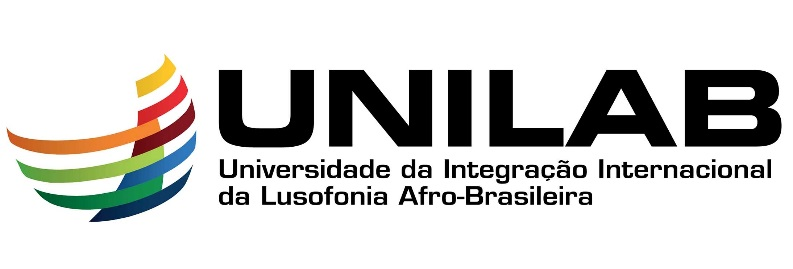 UNILAB
Universidade da Integração Internacional
da Lusofonia Afro-Brasileira